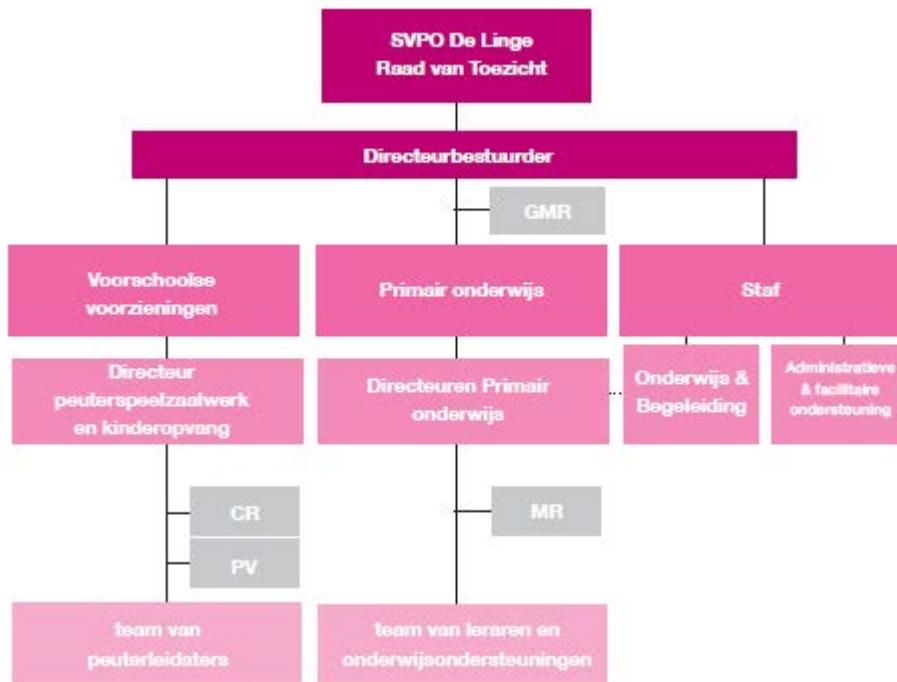 SVPO De Linge
Raad van Toezicht
Directeurbestuurder
GMR
Voorschoolse
voorzieningen
Primair onderwijs
Staf
Directeur
peuterspeelzaalwerk
en kinderopvang
Directeuren Primair
onderwijs
Onderwijs &
Begeleiding
Administratieve
& facilitaire
ondersteuning
CR
PV
MR
team van
peuterleidsters
team van leraren en
onderwijsondersteuningen